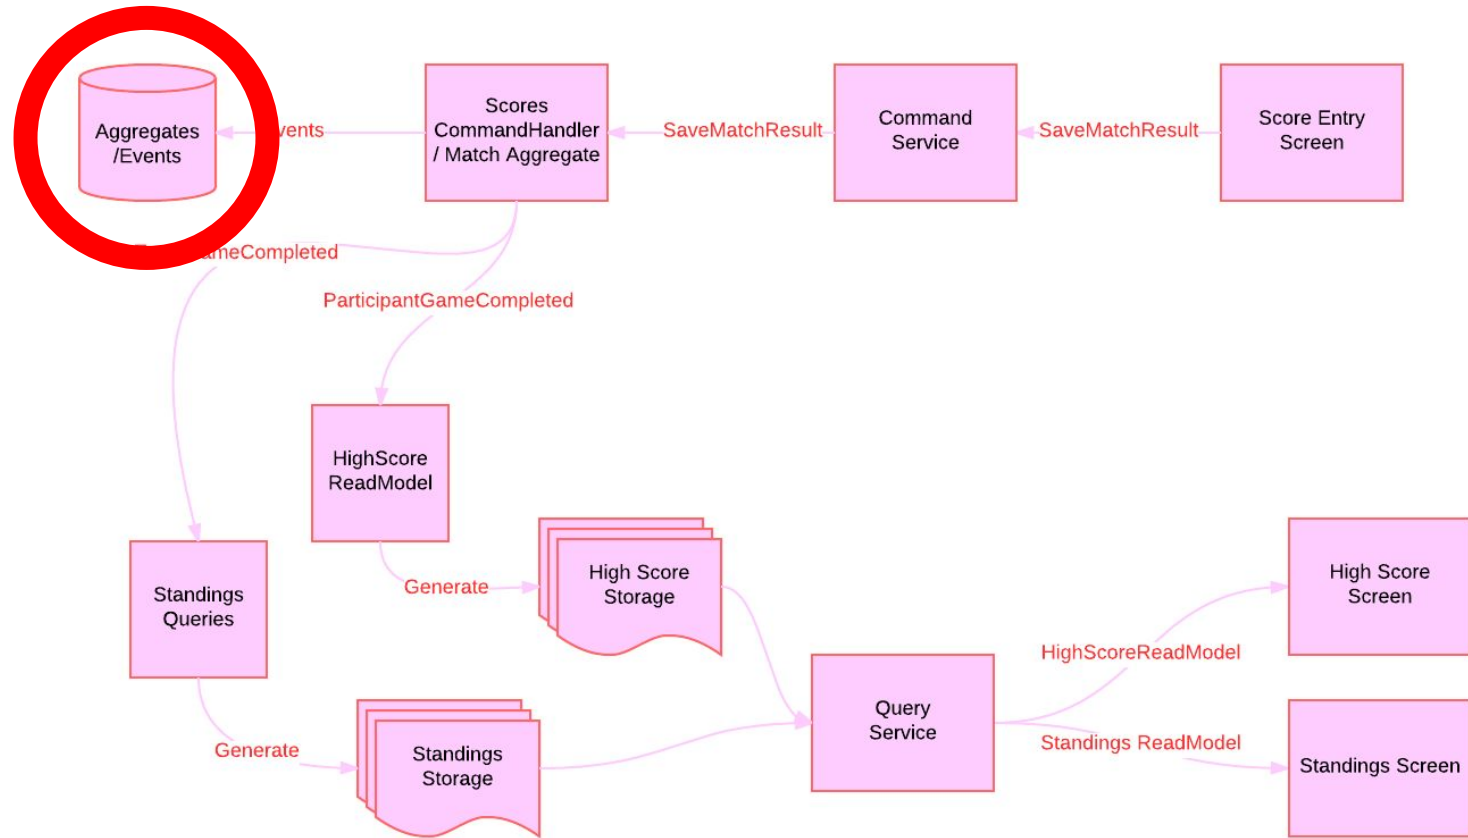 Aggregates
/Events
vents
Scores
CommandHandler
/ Match Aggregate
SaveMatchResult
Command
Service
SaveMatchResult
Score Entry
Screen
ameCompleted
ParticipantGameCompleted
HighScore
ReadModel
Generate
High Score
Storage
Standings
Queries
Generate
Standings
Storage
Query
Service
HighScoreReadModel
Standings ReadModel
High Score
Screen
Standings Screen